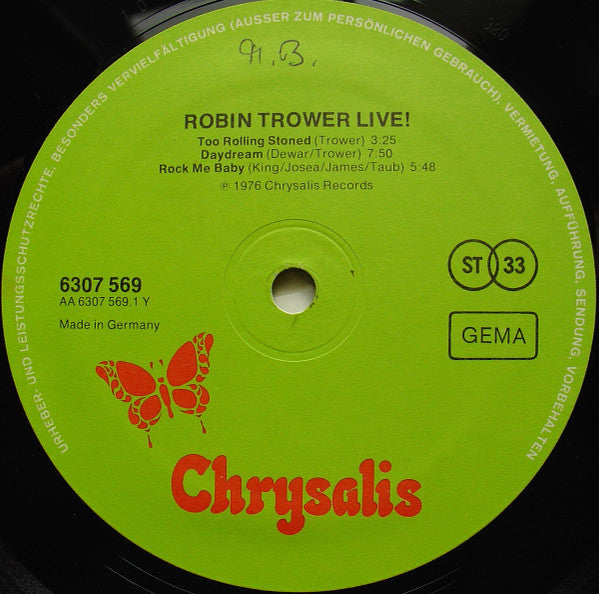 URHEBER- UND LEISTUNGSSCHUTZRECHTE, BESONDERS VERVIELFÄLTIGUNG (AUSSER ZUM PERSÖNLICHEN GEBRAUCH), VERMIETUNG, AUFFÜHRUNG, SENDUNG, VORBEHALTEN
M.B.
ROBIN TROWER LIVE!
Too Rolling Stoned (Trower) 3:25
Daydream (Dewar/Trower) 7:50
Rock Me Baby (King/Josea/James/Taub) 5:48
℗ 1976 Chrysalis Records
6307 569
AA 6307 569.1 Y
Made in Germany
ST 33
GEMA
Chrysalis
320